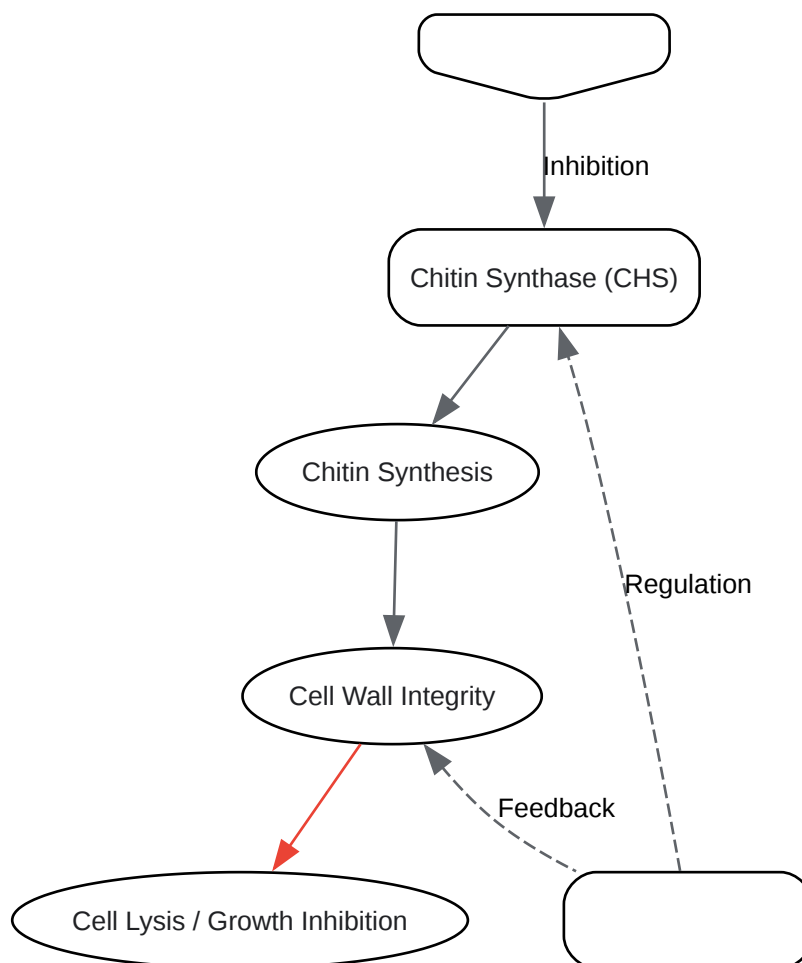 Inhibition
Chitin Synthase (CHS)
Chitin Synthesis
Regulation
Cell Wall Integrity
Feedback
Cell Lysis / Growth Inhibition